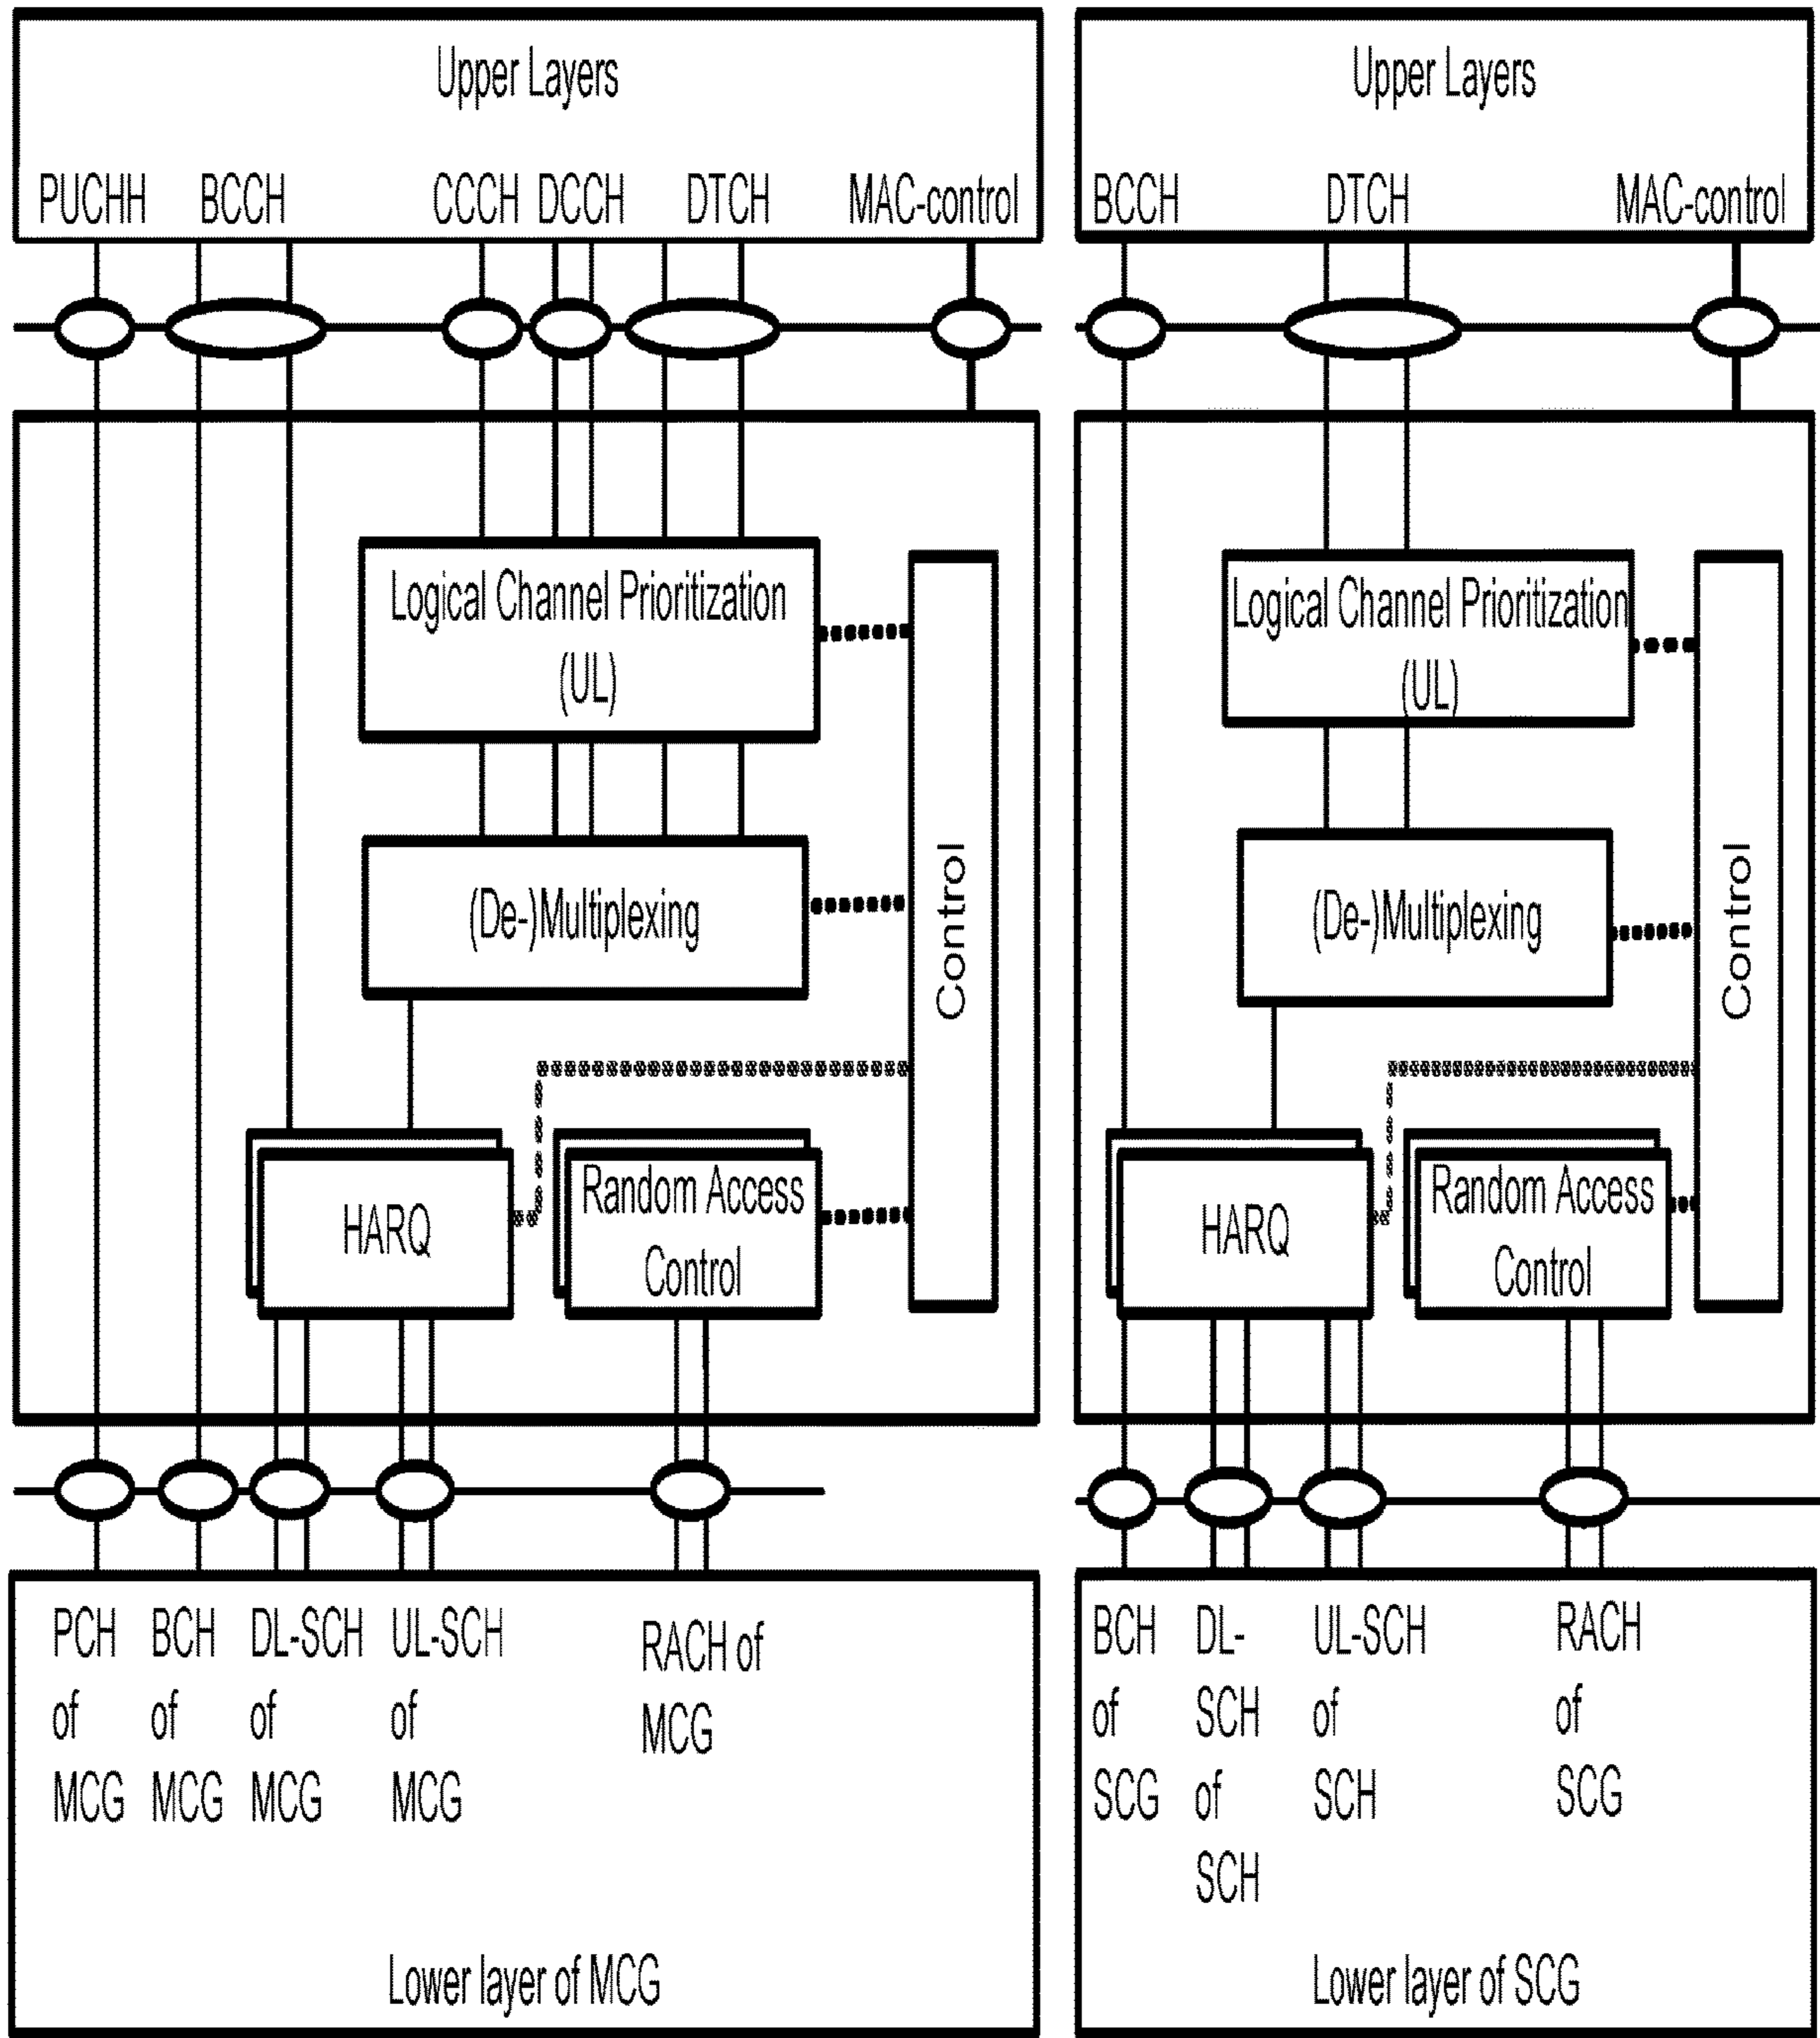 Upper Layers
PUCHH BCCH CCCH DCCH DTCH MAC-control
Logical Channel Prioritization
(UL)
(De-)Multiplexing
Control
HARQ
Random Access
Control
PCH
of
MCG
BCH
of
MCG
DL-SCH
of
MCG
UL-SCH
of
MCG
RACH of
MCG
Lower layer of MCG
Upper Layers
BCCH DTCH MAC-control
Logical Channel Prioritization
(UL)
(De-)Multiplexing
Control
HARQ
Random Access
Control
BCH
of
SCG
DL-
SCH
of
SCH
UL-SCH
of
SCH
RACH
of
SCG
Lower layer of SCG